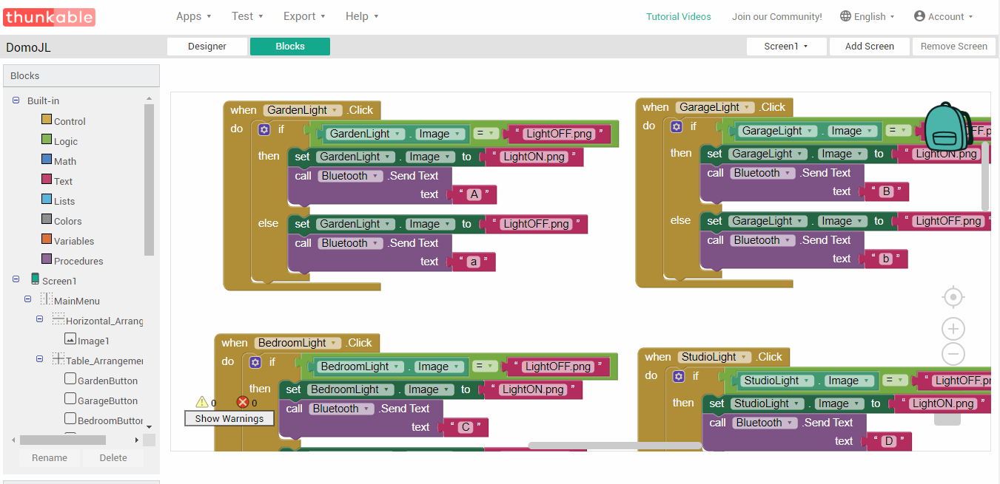 thunkable Apps Test Export Help Tutorial Videos Join our Community! English Account
DomoJL Designer Blocks Screen1 Add Screen Remove Screen
Blocks
Built-in
Control
Logic
Math
Text
Lists
Colors
Variables
Procedures
Screen1
MainMenu
Horizontal_Arrang
Image1
Table_Arrangemer
GardenButton
GarageButton
BedroomButtor
Rename Delete
when GardenLight .Click
do if GardenLight . Image = “ LightOFF.png ”
then set GardenLight . Image to “ LightON.png ”
call Bluetooth .Send Text
text “ A ”
else set GardenLight . Image to “ LightOFF.png ”
call Bluetooth .Send Text
text “ a ”
when GarageLight .Click
do if GarageLight . Image = F.p
then set GarageLight . Image to “ LightON.png
call Bluetooth .Send Text
text “ B ”
else set GarageLight . Image to “ LightOFF.png ”
call Bluetooth .Send Text
text “ b ”
when BedroomLight .Click
do if BedroomLight . Image = “ LightOFF.png ”
then set BedroomLight . Image to “ LightON.png ”
call Bluetooth .Send Text
text “ C ”
0 0
Show Warnings
when StudioLight .Click
do if StudioLight . Image = “ LightOFF.pr
then set StudioLight . Image to “ LightON.png ”
call Bluetooth .Send Text
text “ D ”